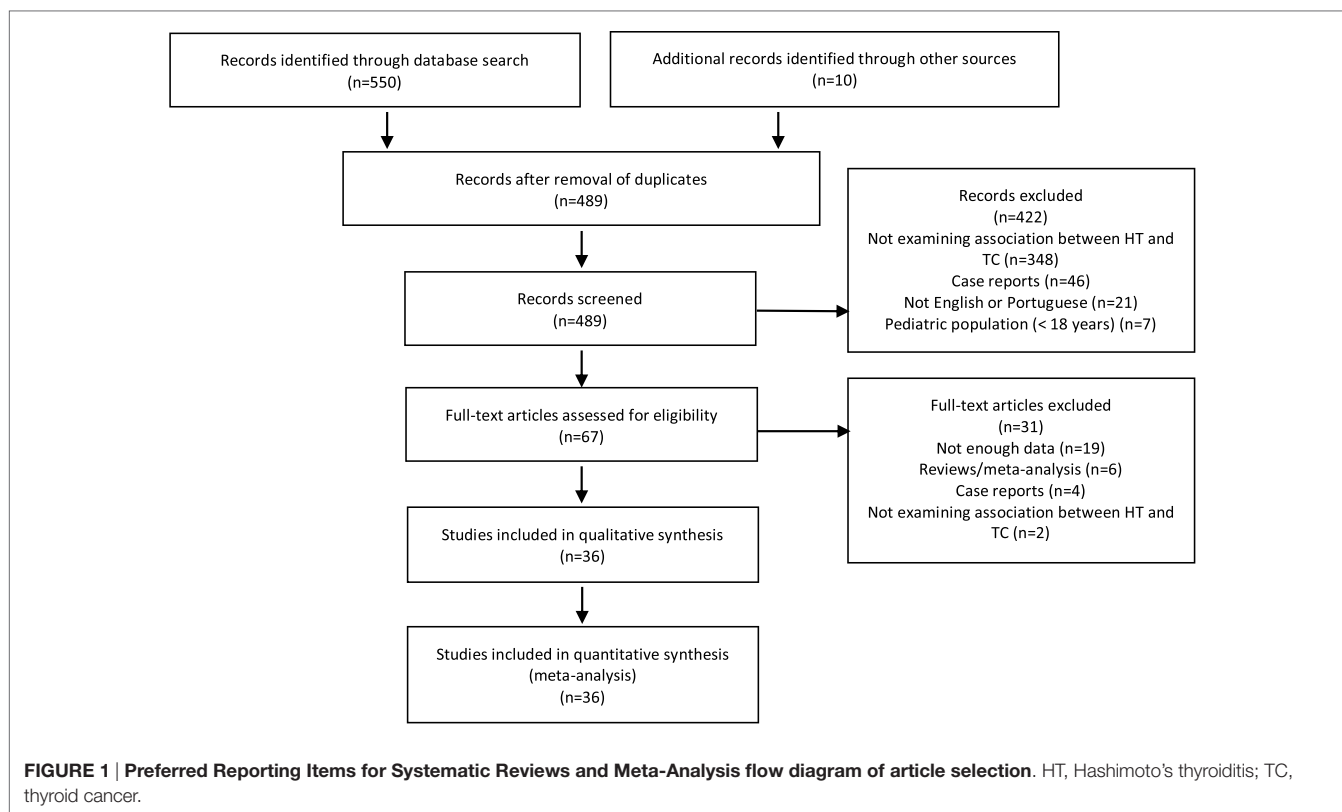 Records identified through database search
(n=550)
Additional records identified through other sources
(n=10)
Records after removal of duplicates
(n=489)
Records screened
(n=489)
Records excluded
(n=422)
Not examining association between HT and
TC (n=348)
Case reports (n=46)
Not English or Portuguese (n=21)
Pediatric population (< 18 years) (n=7)
Full-text articles assessed for eligibility
(n=67)
Full-text articles excluded
(n=31)
Not enough data (n=19)
Reviews/meta-analysis (n=6)
Case reports (n=4)
Not examining association between HT and
TC (n=2)
Studies included in qualitative synthesis
(n=36)
Studies included in quantitative synthesis
(meta-analysis)
(n=36)
FIGURE 1 | Preferred Reporting Items for Systematic Reviews and Meta-Analysis flow diagram of article selection. HT, Hashimoto's thyroiditis; TC,
thyroid cancer.